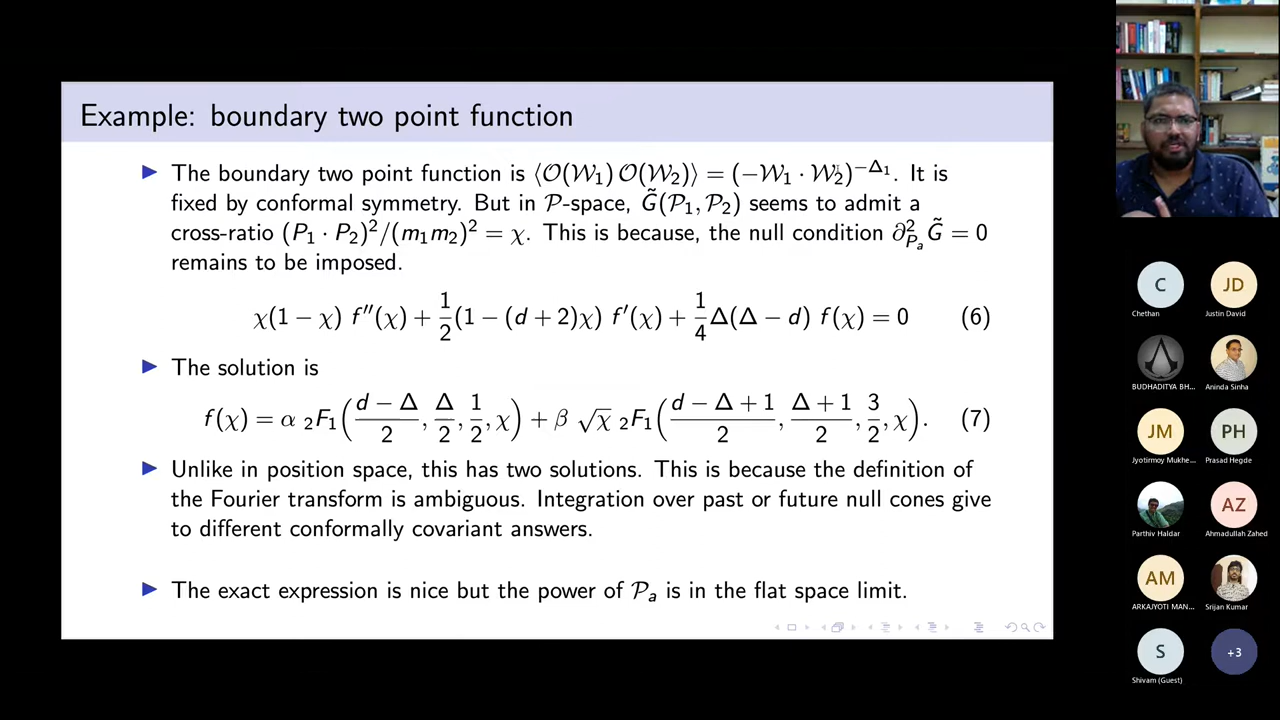 Example: boundary two point function
▶ The boundary two point function is ⟨𝒪(𝒲₁) 𝒪(𝒲₂)⟩ = (−𝒲₁ · 𝒲₂)^{−Δ₁}. It is
fixed by conformal symmetry. But in 𝒫-space, G̃(𝒫₁, 𝒫₂) seems to admit a
cross-ratio (P₁ · P₂)²/(m₁m₂)² = χ. This is because, the null condition ∂²_{P_a} G̃ = 0
remains to be imposed.
χ(1 − χ) f″(χ) + 1/2 (1 − (d + 2)χ) f′(χ) + 1/4 Δ(Δ − d) f(χ) = 0 (6)
▶ The solution is
f(χ) = α ₂F₁((d − Δ)/2, Δ/2, 1/2, χ) + β √χ ₂F₁((d − Δ + 1)/2, (Δ + 1)/2, 3/2, χ). (7)
▶ Unlike in position space, this has two solutions. This is because the definition of
the Fourier transform is ambiguous. Integration over past or future null cones give
to different conformally covariant answers.
▶ The exact expression is nice but the power of 𝒫ₐ is in the flat space limit.
C
Chethan
JD
Justin David
BUDHADITYA BH...
Aninda Sinha
JM
Jyotirmoy Mukhe...
PH
Prasad Hegde
Parthiv Haldar
AZ
Ahmadullah Zahed
AM
ARKAJYOTI MAN...
Srijan Kumar
S
Shivam (Guest)
+3